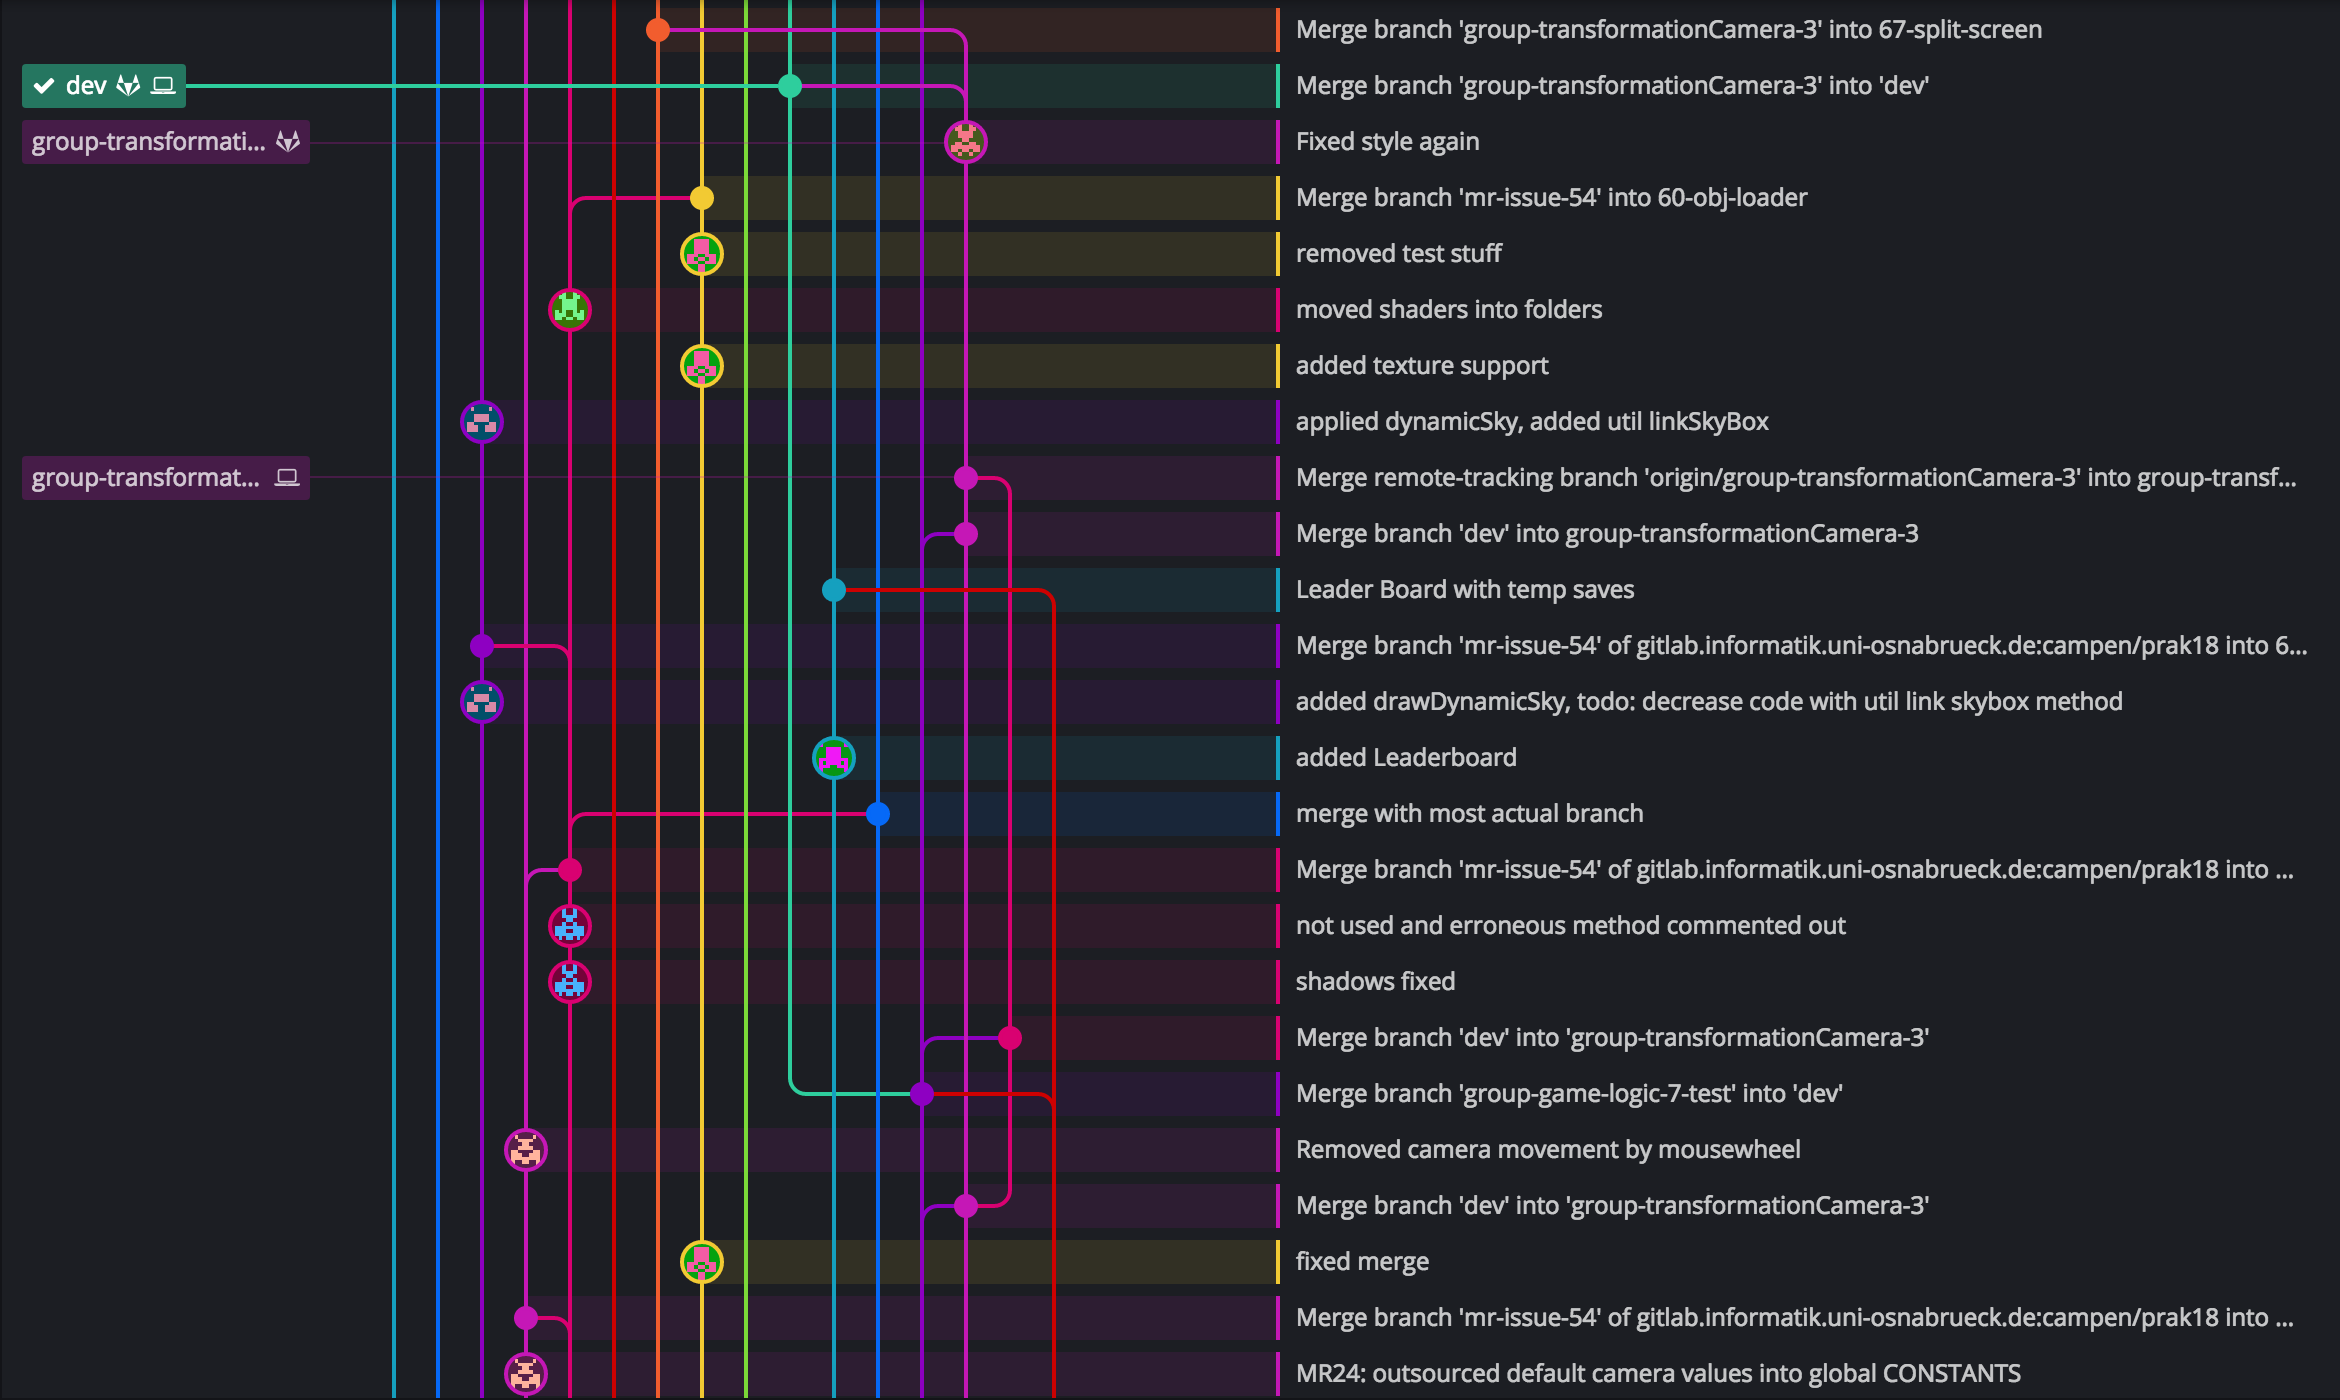 Merge branch 'group-transformationCamera-3' into 67-split-screen
dev
Merge branch 'group-transformationCamera-3' into 'dev'
group-transformati...
Fixed style again
Merge branch 'mr-issue-54' into 60-obj-loader
removed test stuff
moved shaders into folders
added texture support
applied dynamicSky, added util linkSkyBox
group-transformat...
Merge remote-tracking branch 'origin/group-transformationCamera-3' into group-transf...
Merge branch 'dev' into group-transformationCamera-3
Leader Board with temp saves
Merge branch 'mr-issue-54' of gitlab.informatik.uni-osnabrueck.de:campen/prak18 into 6...
added drawDynamicSky, todo: decrease code with util link skybox method
added Leaderboard
merge with most actual branch
Merge branch 'mr-issue-54' of gitlab.informatik.uni-osnabrueck.de:campen/prak18 into ...
not used and erroneous method commented out
shadows fixed
Merge branch 'dev' into 'group-transformationCamera-3'
Merge branch 'group-game-logic-7-test' into 'dev'
Removed camera movement by mousewheel
Merge branch 'dev' into 'group-transformationCamera-3'
fixed merge
Merge branch 'mr-issue-54' of gitlab.informatik.uni-osnabrueck.de:campen/prak18 into ...
MR24: outsourced default camera values into global CONSTANTS